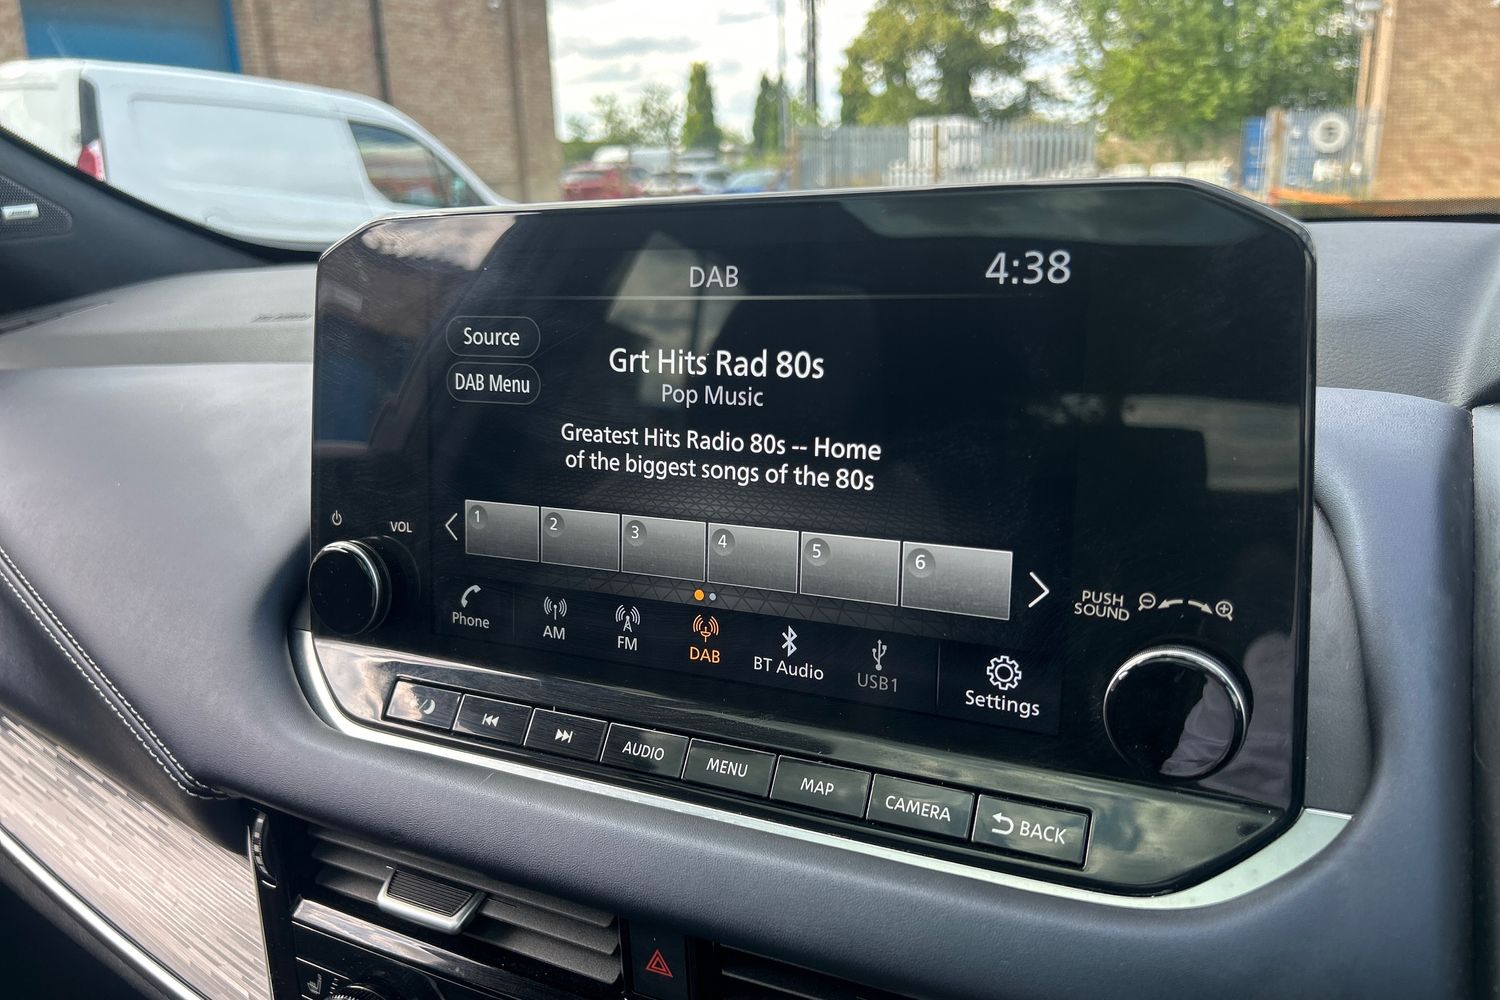 DAB
4:38
Source
DAB Menu
Grt Hits Rad 80s
Pop Music
Greatest Hits Radio 80s -- Home
of the biggest songs of the 80s
1
2
3
4
5
6
VOL
PUSH
SOUND
Phone
AM
FM
DAB
BT Audio
USB1
Settings
AUDIO
MENU
MAP
CAMERA
BACK